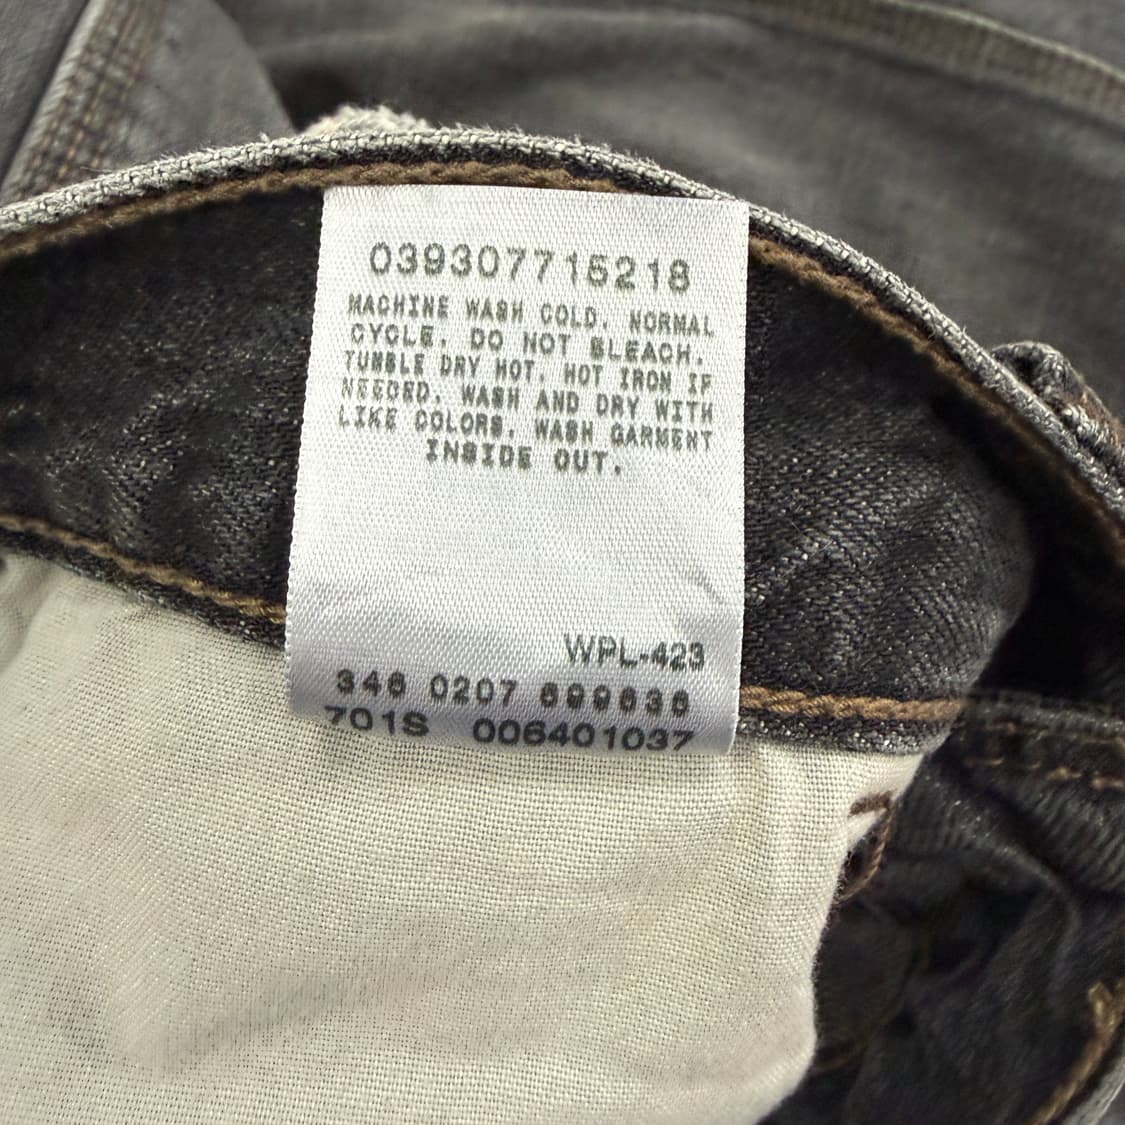 039307715218
MACHINE WASH COLD. NORMAL
CYCLE. DO NOT BLEACH.
TUMBLE DRY HOT. HOT IRON IF
NEEDED. WASH AND DRY WITH
LIKE COLORS. WASH GARMENT
INSIDE OUT.
WPL-423
346 0207
701S 006401037